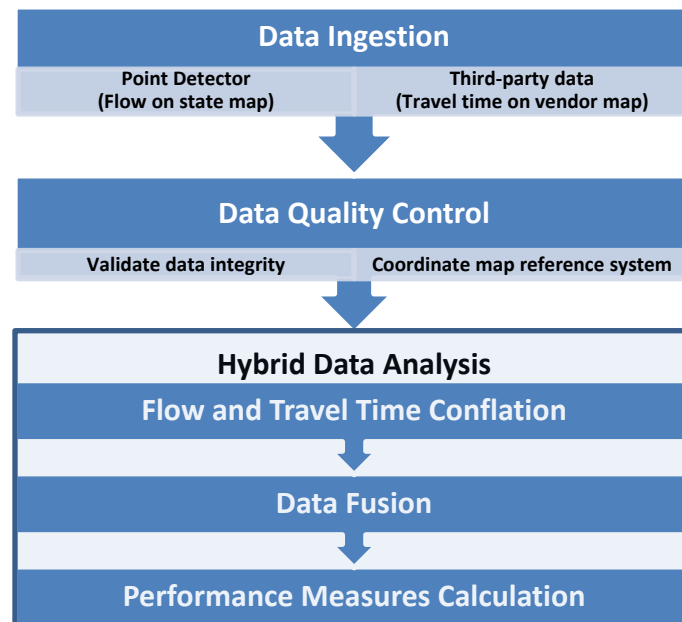 Data Ingestion
Point Detector
(Flow on state map)
Third-party data
(Travel time on vendor map)
Data Quality Control
Validate data integrity
Coordinate map reference system
Hybrid Data Analysis
Flow and Travel Time Conflation
Data Fusion
Performance Measures Calculation